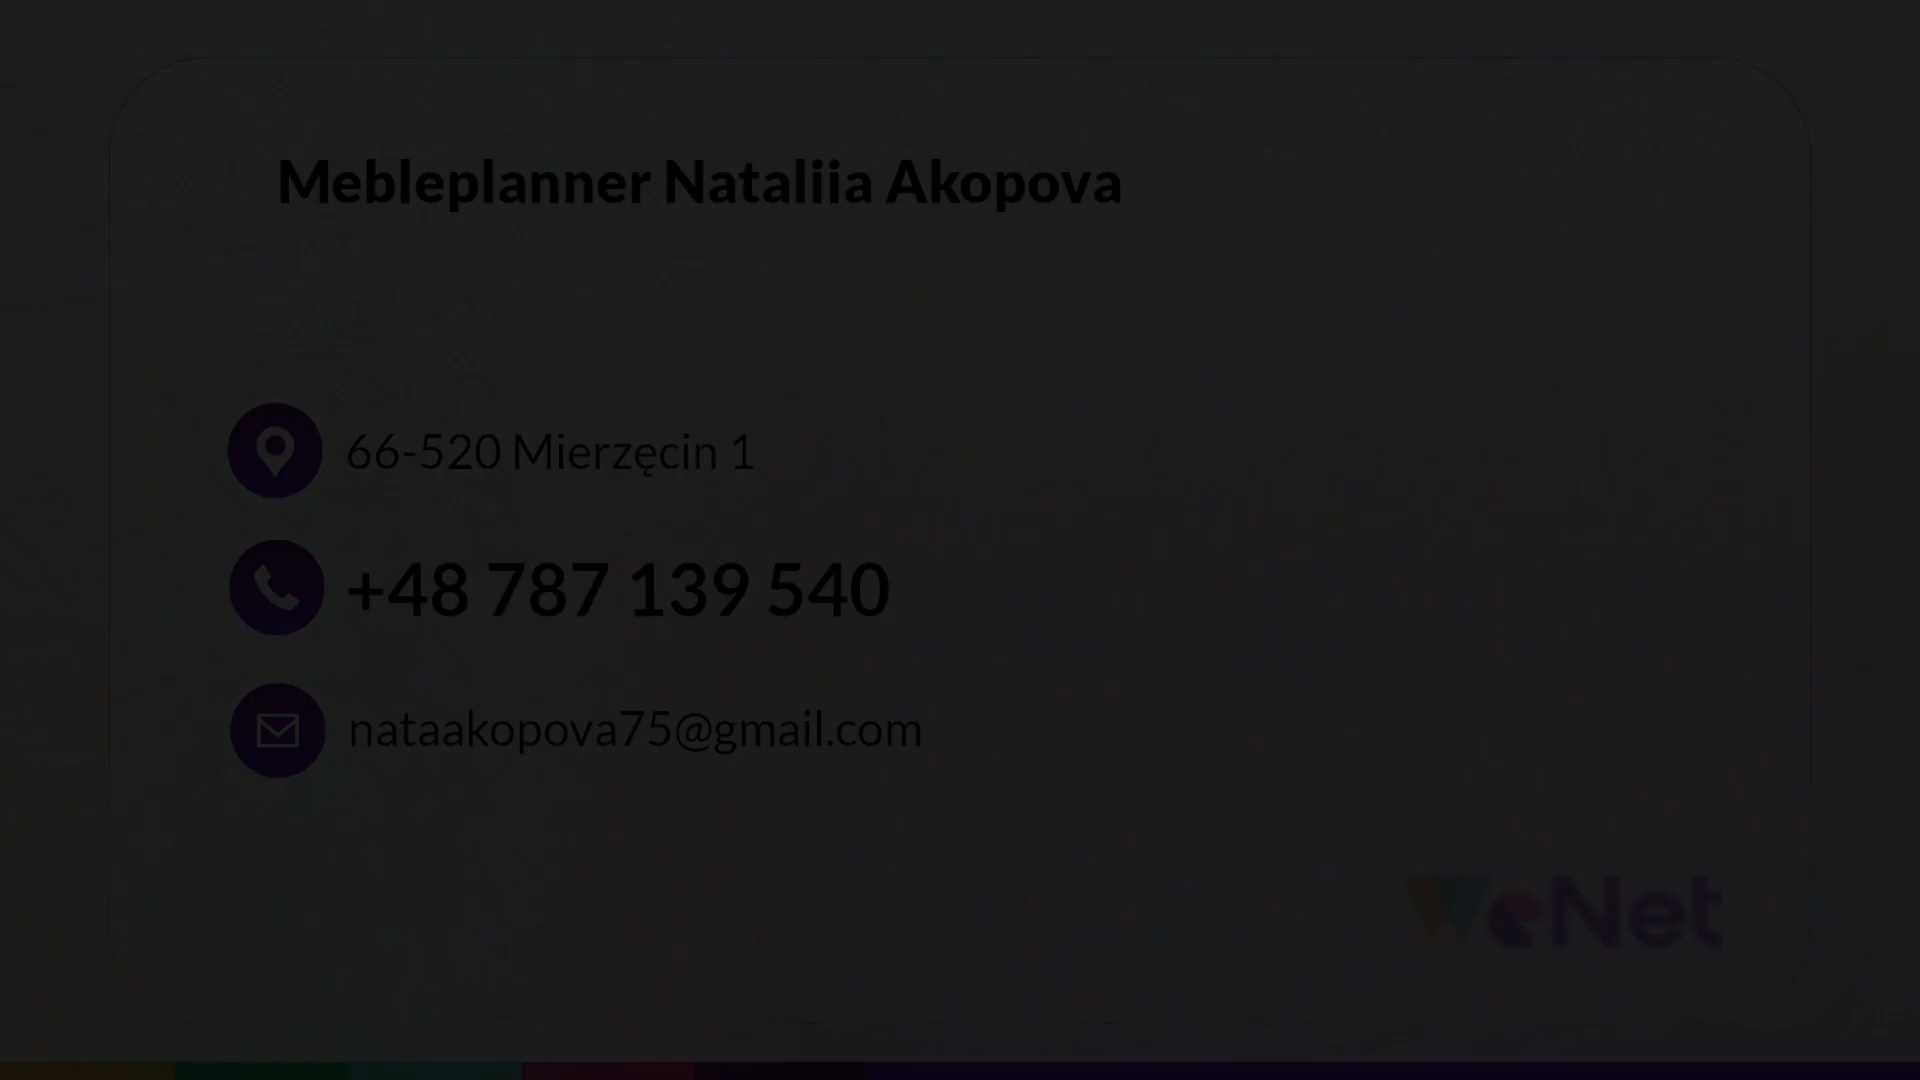 Mebleplanner Nataliia Akopova
66-520 Mierzęcin 1
+48 787 139 540
nataakopova75@gmail.com
WeNet